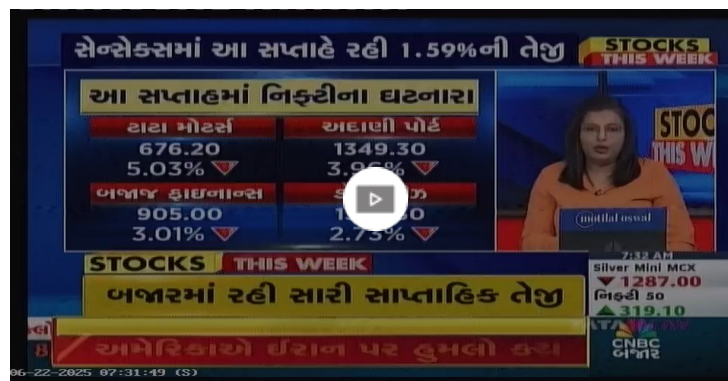 સેન્સેક્સમાં આ સપ્તાહે રહી 1.59%ની તેજી
STOCKS
THIS WEEK
આ સપ્તાહમાં નિફ્ટીના ઘટનારા
ટાટા મોટર્સ
676.20
5.03%
અદાણી પોર્ટ
1349.30
3.96%
બજાજ ફાઇનાન્સ
905.00
3.01%
2.73%
STOC
THIS W
motilal oswal
STOCKS THIS WEEK
બજારમાં રહી સારી સાપ્તાહિક તેજી
7:32 AM
Silver Mini MCX
1287.00
નિફ્ટી 50
319.10
અમેરિકાએ ઈરાન પર હુમલો કર્યા
CNBC
બજાર
06-22-2025 07:31:49 (S)